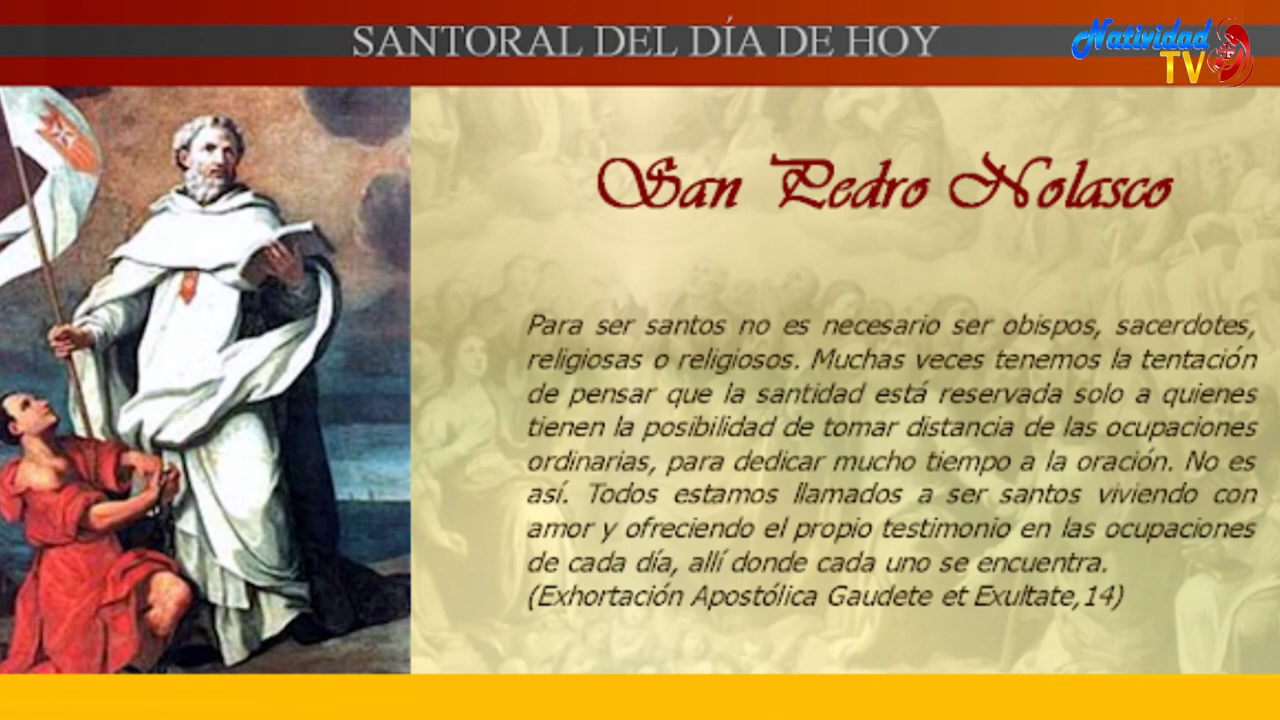 SANTORAL DEL DÍA DE HOY
Natividad
TV
San Pedro Nolasco
Para ser santos no es necesario ser obispos, sacerdotes,
religiosas o religiosos. Muchas veces tenemos la tentación
de pensar que la santidad está reservada solo a quienes
tienen la posibilidad de tomar distancia de las ocupaciones
ordinarias, para dedicar mucho tiempo a la oración. No es
así. Todos estamos llamados a ser santos viviendo con
amor y ofreciendo el propio testimonio en las ocupaciones
de cada día, allí donde cada uno se encuentra.
(Exhortación Apostólica Gaudete et Exultate,14)